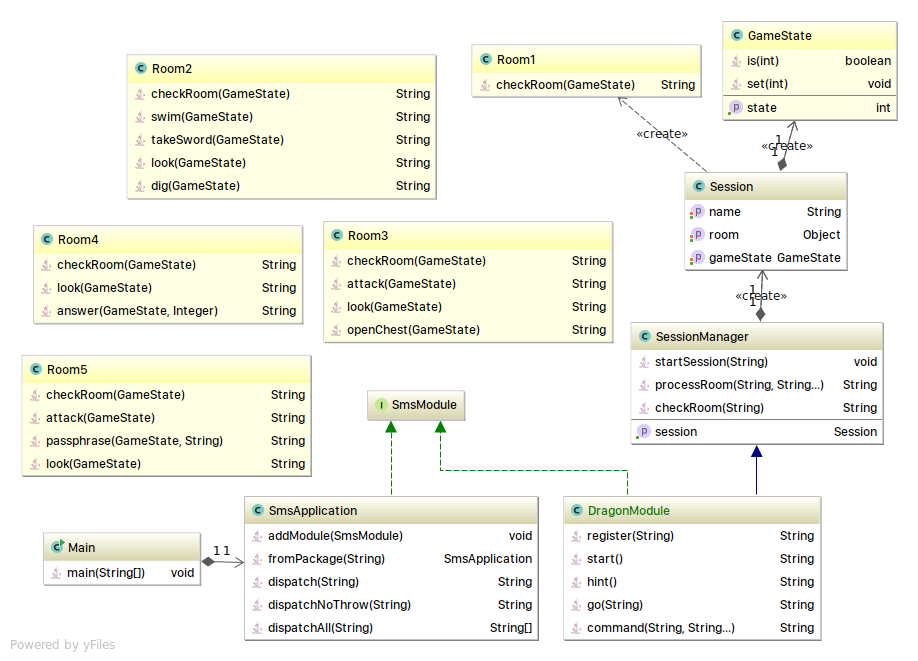 GameState
is(int) boolean
set(int) void
state int
Room1
checkRoom(GameState) String
Room2
checkRoom(GameState) String
swim(GameState) String
takeSword(GameState) String
look(GameState) String
dig(GameState) String
«create»
1
«create»
1
Session
name String
room Object
gameState GameState
Room4
checkRoom(GameState) String
look(GameState) String
answer(GameState, Integer) String
Room3
checkRoom(GameState) String
attack(GameState) String
look(GameState) String
openChest(GameState) String
1
«create»
1
SessionManager
startSession(String) void
processRoom(String, String...) String
checkRoom(String) String
session Session
Room5
checkRoom(GameState) String
attack(GameState) String
passphrase(GameState, String) String
look(GameState) String
I SmsModule
SmsApplication
addModule(SmsModule) void
fromPackage(String) SmsApplication
dispatch(String) String
dispatchNoThrow(String) String
dispatchAll(String) String[]
DragonModule
register(String) String
start() String
hint() String
go(String) String
command(String, String...) String
Main
main(String[]) void
1 1
Powered by yFiles